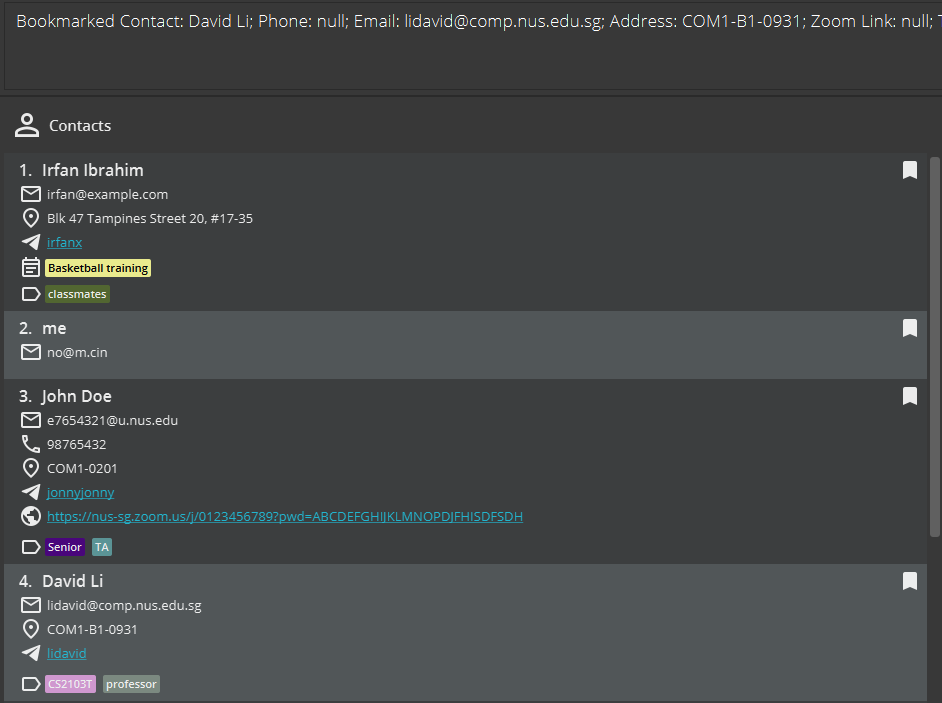 Bookmarked Contact: David Li; Phone: null; Email: lidavid@comp.nus.edu.sg; Address: COM1-B1-0931; Zoom Link: null;
Contacts
1. Irfan Ibrahim
irfan@example.com
Blk 47 Tampines Street 20, #17-35
irfanx
Basketball training
classmates
2. me
no@m.cin
3. John Doe
e7654321@u.nus.edu
98765432
COM1-0201
jonnyjonny
https://nus-sg.zoom.us/j/0123456789?pwd=ABCDEFGHIJKLMNOPDJFHISDFSDH
Senior TA
4. David Li
lidavid@comp.nus.edu.sg
COM1-B1-0931
lidavid
CS2103T professor